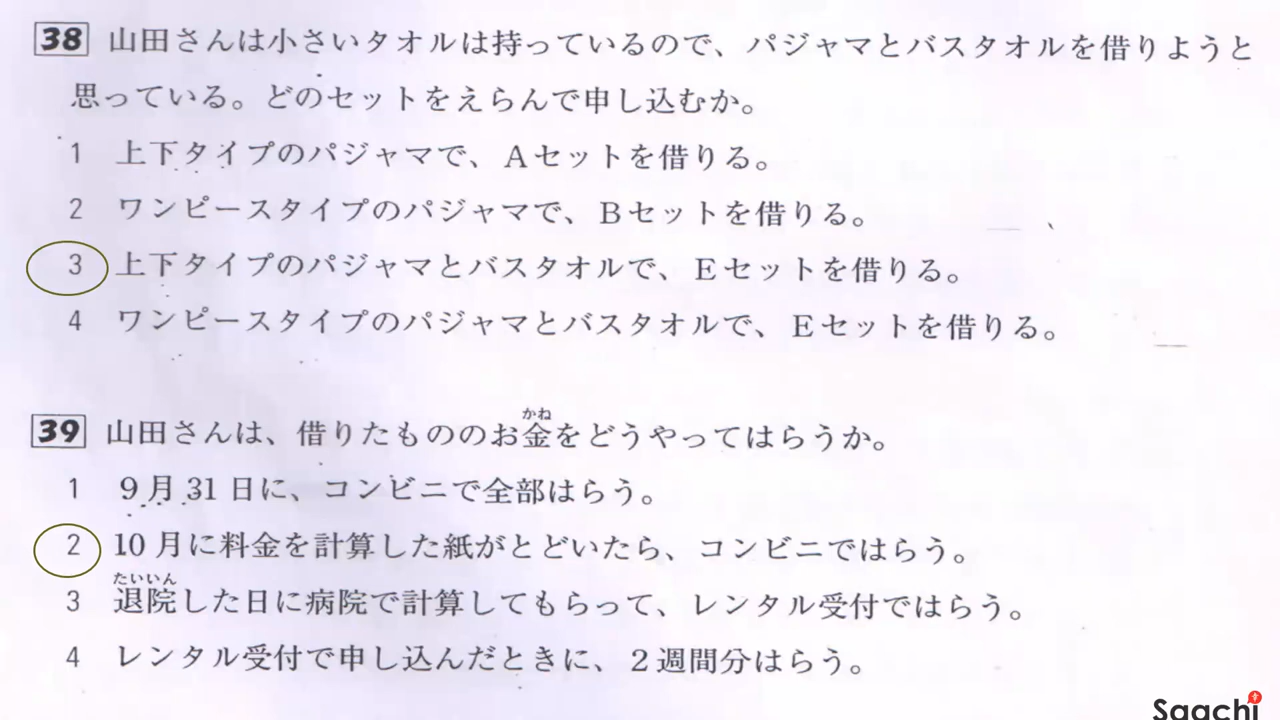 38 山田さんは小さいタオルは持っているので、パジャマとバスタオルを借りようと
思っている。どのセットをえらんで申し込むか。
1 上下タイプのパジャマで、Aセットを借りる。
2 ワンピースタイプのパジャマで、Bセットを借りる。
3 上下タイプのパジャマとバスタオルで、Eセットを借りる。
4 ワンピースタイプのパジャマとバスタオルで、Eセットを借りる。
かね
39 山田さんは、借りたもののお金をどうやってはらうか。
1 9月31日に、コンビニで全部はらう。
2 10月に料金を計算した紙がとどいたら、コンビニではらう。
たいいん
3 退院した日に病院で計算してもらって、レンタル受付ではらう。
4 レンタル受付で申し込んだときに、2週間分はらう。
Saachi